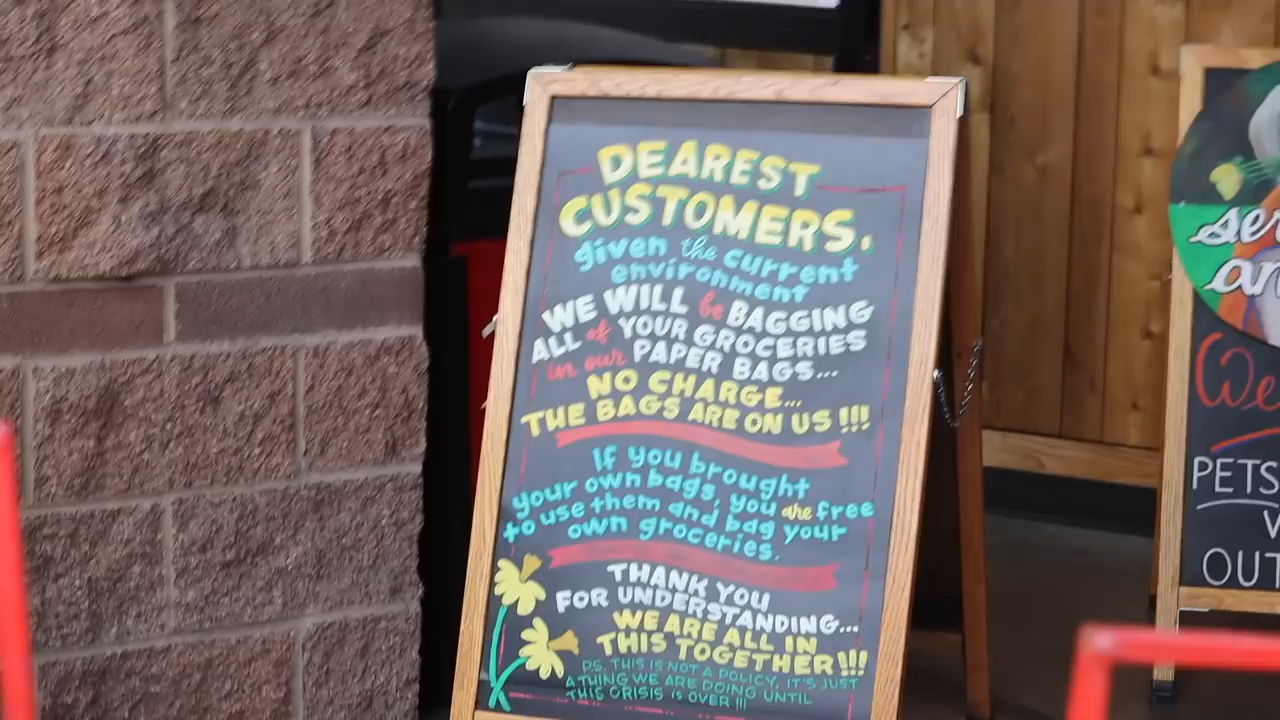 DEAREST
CUSTOMERS.
given the current
environment
WE WILL be BAGGING
ALL of YOUR GROCERIES
in our PAPER BAGS...
NO CHARGE...
THE BAGS ARE ON US !!!
If you brought
your own bags, you are free
to use them and bag your
own groceries.
THANK YOU
FOR UNDERSTANDING...
WE ARE ALL IN
THIS TOGETHER!!!
P.S. THIS IS NOT A POLICY, IT'S JUST
A THING WE ARE DOING UNTIL
THIS CRISIS IS OVER !!!
ser
an
We
PETS
OUT